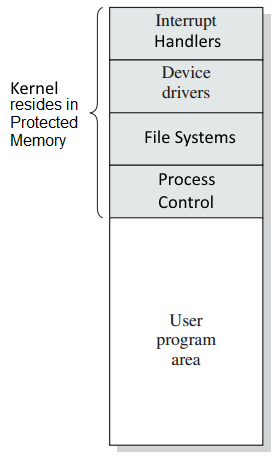 Interrupt
Handlers
Device
drivers
Kernel
resides in
Protected
Memory
File Systems
Process
Control
User
program
area